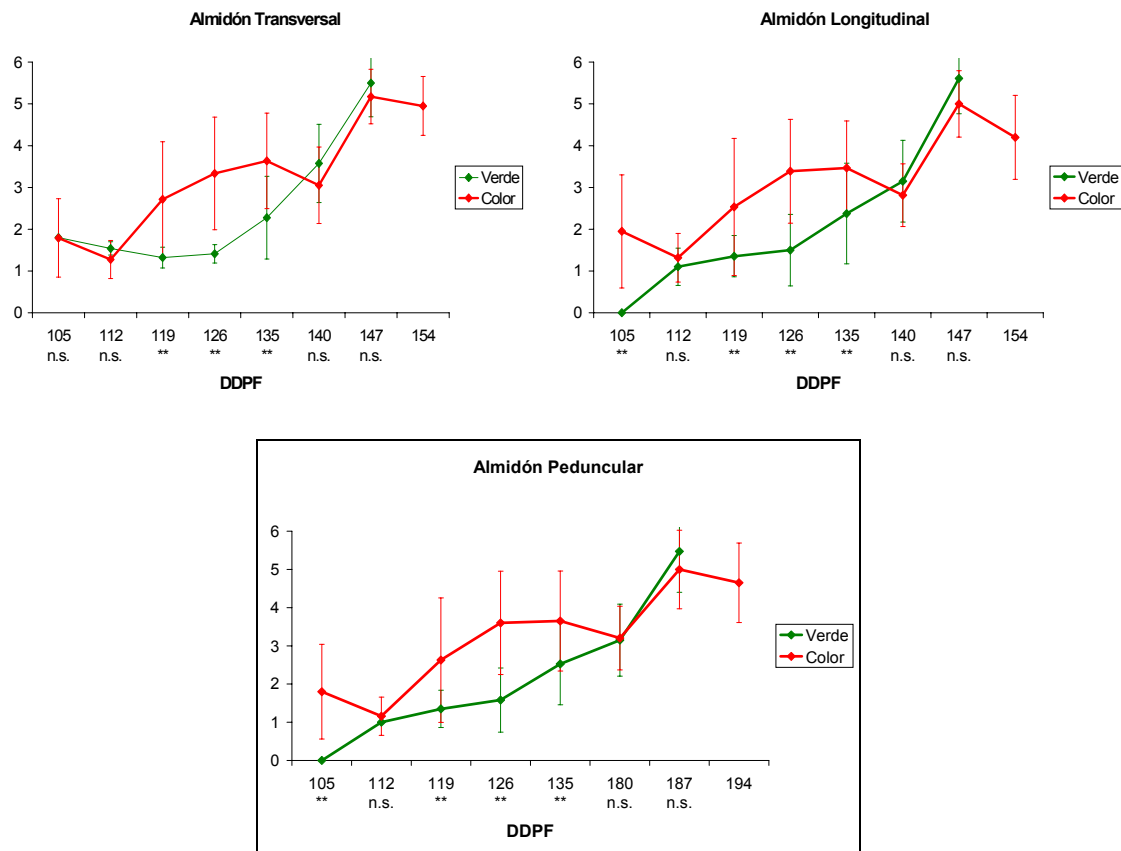 Almidón Transversal
6
5
4
3
2
1
0
105 112 119 126 135 140 147 154
n.s. n.s. ** ** ** n.s. n.s.
DDPF
Verde
Color
Almidón Longitudinal
6
5
4
3
2
1
0
105 112 119 126 135 140 147 154
** n.s. ** ** ** n.s. n.s.
DDPF
Verde
Color
Almidón Peduncular
6
5
4
3
2
1
0
105 112 119 126 135 180 187 194
** n.s. ** ** ** n.s. n.s.
DDPF
Verde
Color